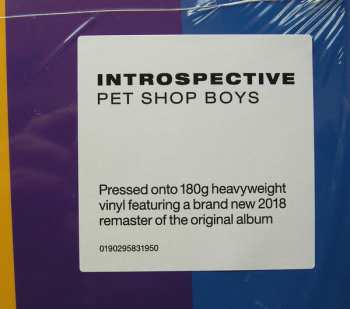 INTROSPECTIVE
PET SHOP BOYS
Pressed onto 180g heavyweight
vinyl featuring a brand new 2018
remaster of the original album
0190295831950